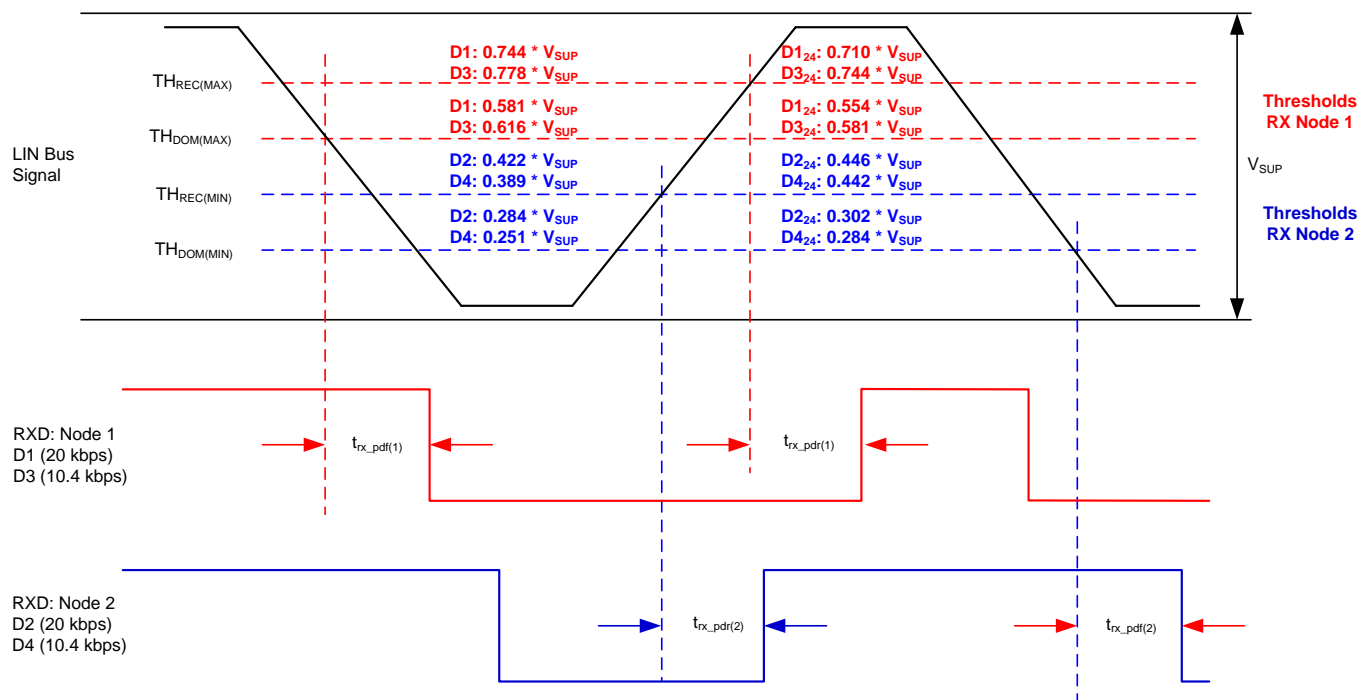 D1: 0.744 * VSUP
D3: 0.778 * VSUP
D124: 0.710 * VSUP
D324: 0.744 * VSUP
THREC(MAX)
D1: 0.581 * VSUP
D3: 0.616 * VSUP
D124: 0.554 * VSUP
D324: 0.581 * VSUP
Thresholds
RX Node 1
THDOM(MAX)
LIN Bus
Signal
D2: 0.422 * VSUP
D4: 0.389 * VSUP
D224: 0.446 * VSUP
D424: 0.442 * VSUP
VSUP
THREC(MIN)
D2: 0.284 * VSUP
D4: 0.251 * VSUP
D224: 0.302 * VSUP
D424: 0.284 * VSUP
Thresholds
RX Node 2
THDOM(MIN)
RXD: Node 1
D1 (20 kbps)
D3 (10.4 kbps)
trx_pdf(1)
trx_pdr(1)
RXD: Node 2
D2 (20 kbps)
D4 (10.4 kbps)
trx_pdr(2)
trx_pdf(2)